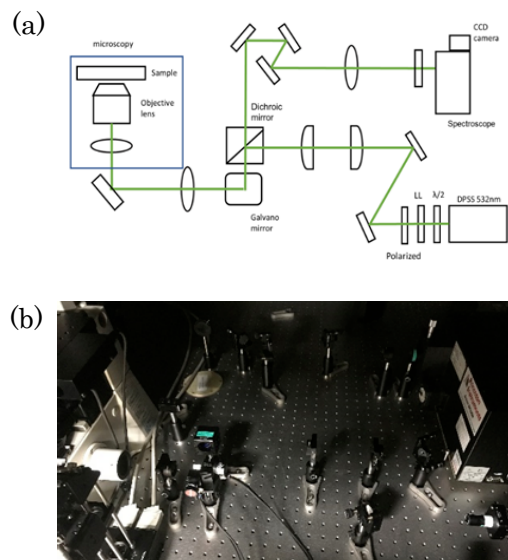 (a)
microscopy
Sample
Objective
lens
Dichroic
mirror
Galvano
mirror
CCD
camera
Spectroscope
LL
λ/2
DPSS 532nm
Polarized
(b)